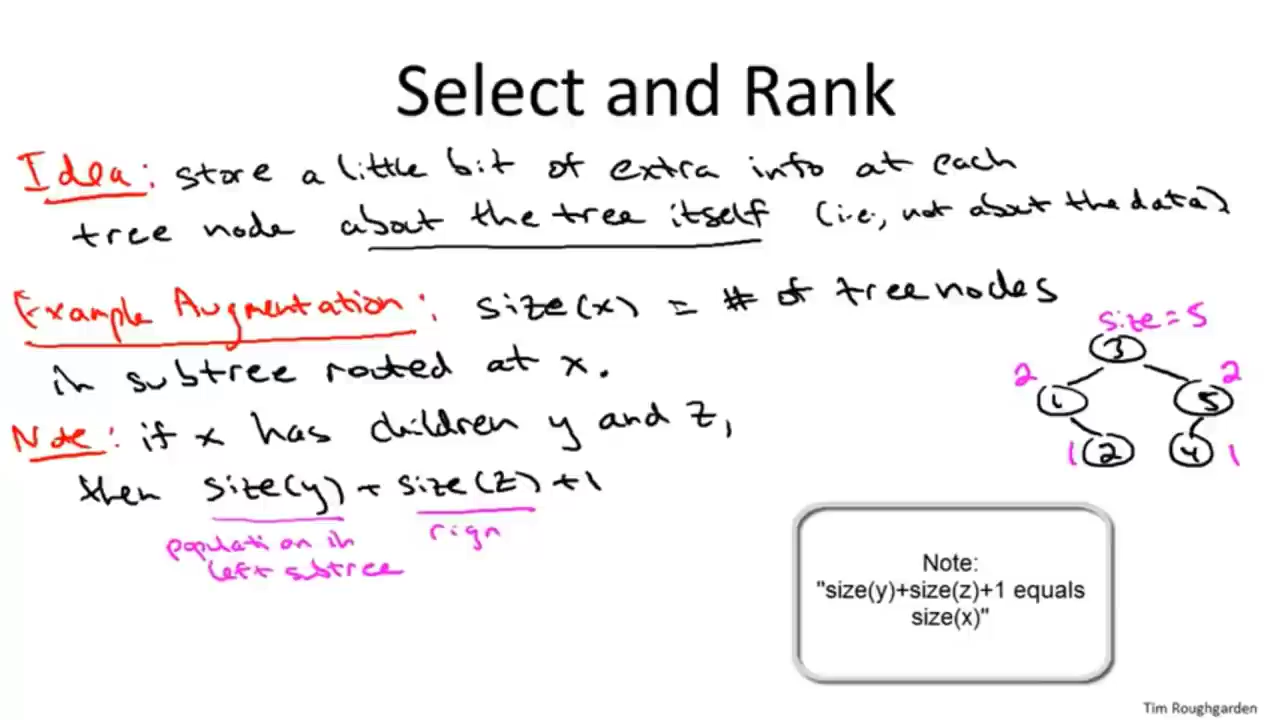 Select and Rank
Idea: store a little bit of extra info at each
tree node about the tree itself (i.e., not about the data)
Example Augmentation: size(x) = # of tree nodes
in subtree rooted at x.
size = 5
3
2
2
1
5
1
2
4
1
Note: if x has children y and z,
then size(y) + size(z) + 1
population in
left subtree
righ
Note:
"size(y)+size(z)+1 equals
size(x)"
Tim Roughgarden